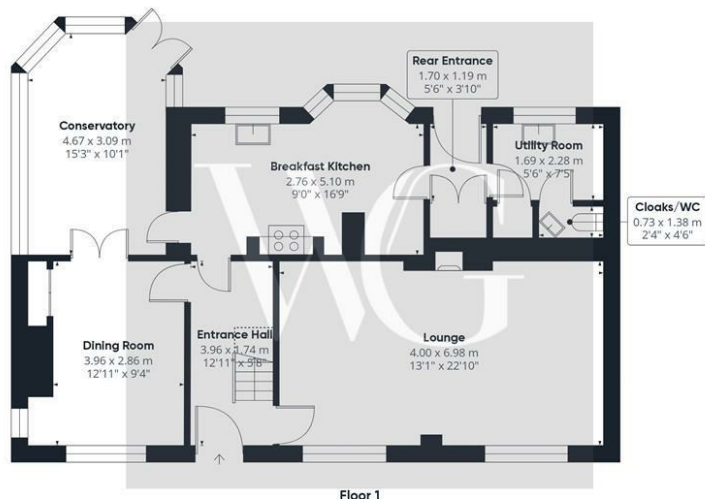 Rear Entrance
1.70 x 1.19 m
5'6" x 3'10"
Conservatory
4.67 x 3.09 m
15'3" x 10'1"
Breakfast Kitchen
2.76 x 5.10 m
9'0" x 16'9"
Utility Room
1.69 x 2.28 m
5'6" x 7'5"
Cloaks/WC
0.73 x 1.38 m
2'4" x 4'6"
Dining Room
3.96 x 2.86 m
12'11" x 9'4"
Entrance Hall
3.96 x 1.74 m
12'11" x 5'8"
Lounge
4.00 x 6.98 m
13'1" x 22'10"
WG
Floor 1